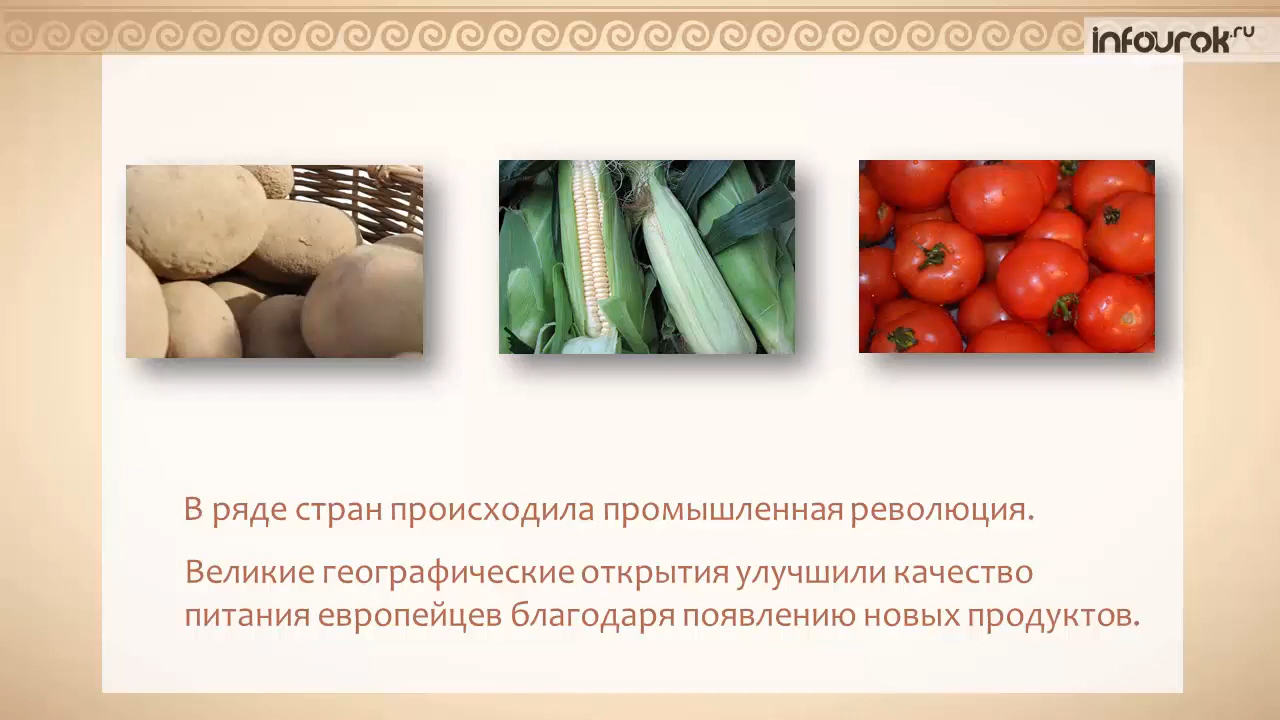 infourok.ru
В ряде стран происходила промышленная революция.
Великие географические открытия улучшили качество
питания европейцев благодаря появлению новых продуктов.